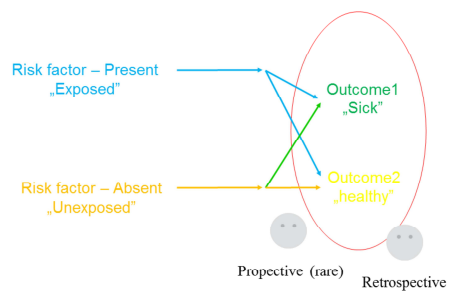 Risk factor – Present
„Exposed”
Outcome1
„Sick”
Risk factor – Absent
„Unexposed”
Outcome2
„healthy”
Propective (rare)
Retrospective